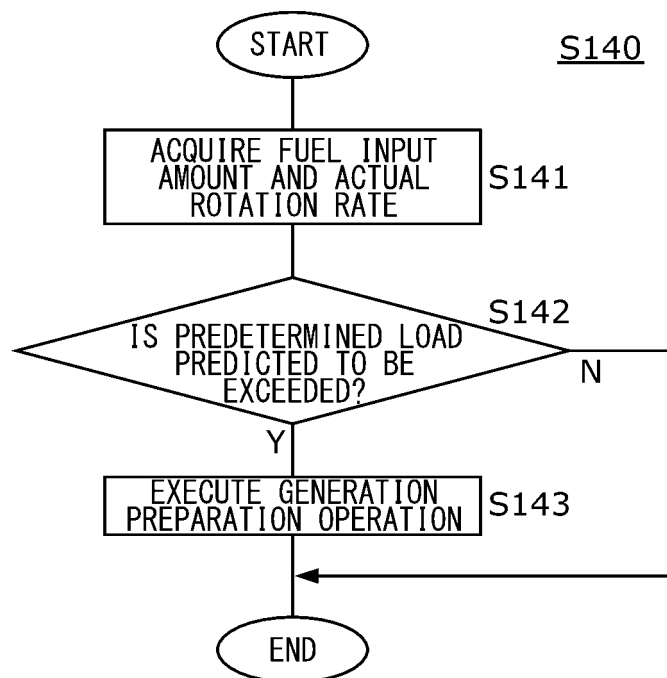 START
S140
ACQUIRE FUEL INPUT
AMOUNT AND ACTUAL
ROTATION RATE
S141
S142
IS PREDETERMINED LOAD
PREDICTED TO BE
EXCEEDED?
N
Y
EXECUTE GENERATION
PREPARATION OPERATION
S143
END